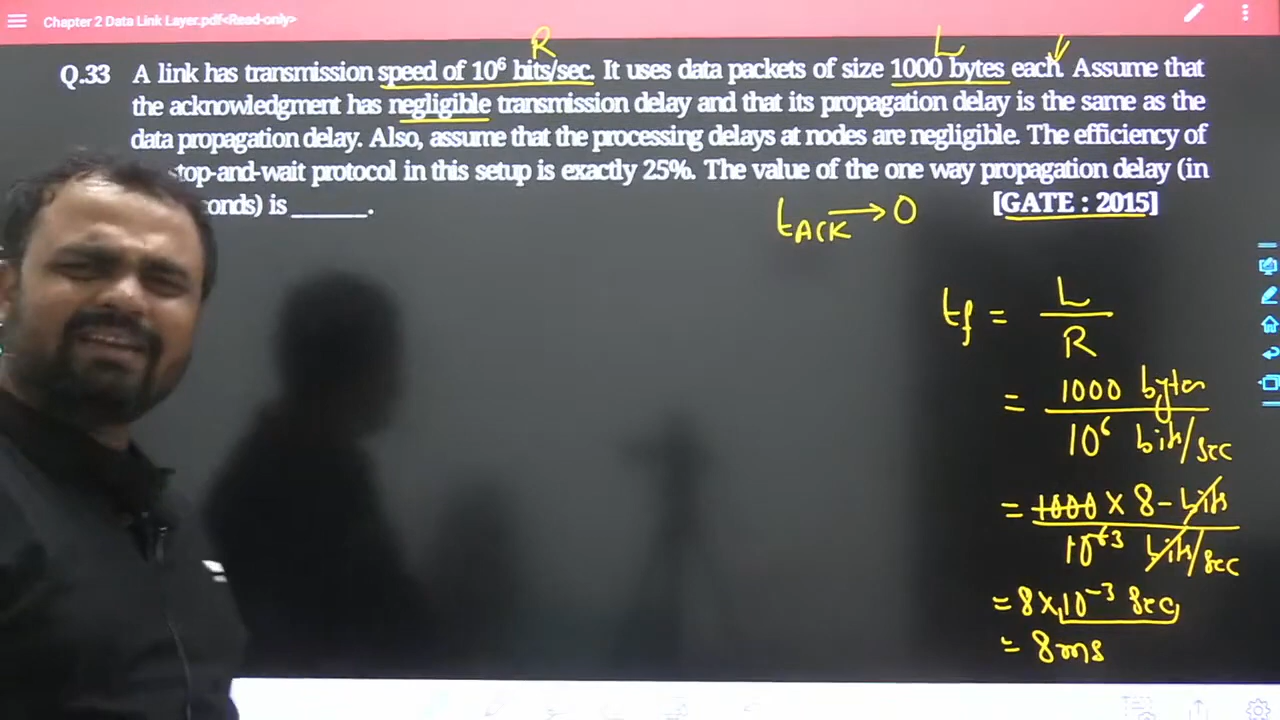 Chapter 2 Data Link Layer.pdf<Read-only>
R
L
Q.33 A link has transmission speed of 10⁶ bits/sec. It uses data packets of size 1000 bytes each. Assume that
the acknowledgment has negligible transmission delay and that its propagation delay is the same as the
data propagation delay. Also, assume that the processing delays at nodes are negligible. The efficiency of
top-and-wait protocol in this setup is exactly 25%. The value of the one way propagation delay (in
onds) is ______. [GATE : 2015]
tACK → 0
tf = L
R
= 1000 bytes
10⁶ bits/sec
= 1000 × 8 bits
10⁶ 3 bits/sec
= 8 × 10⁻³ sec
= 8ms